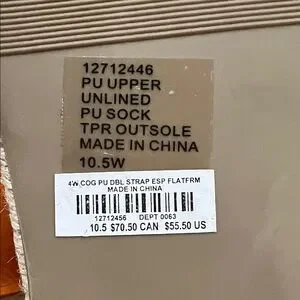 12712446
PU UPPER
UNLINED
PU SOCK
TPR OUTSOLE
MADE IN CHINA
10.5W
4W COG PU DBL STRAP ESP FLATFRM
MADE IN CHINA
12712456 DEPT 0063
10.5 $70.50 CAN $55.50 US